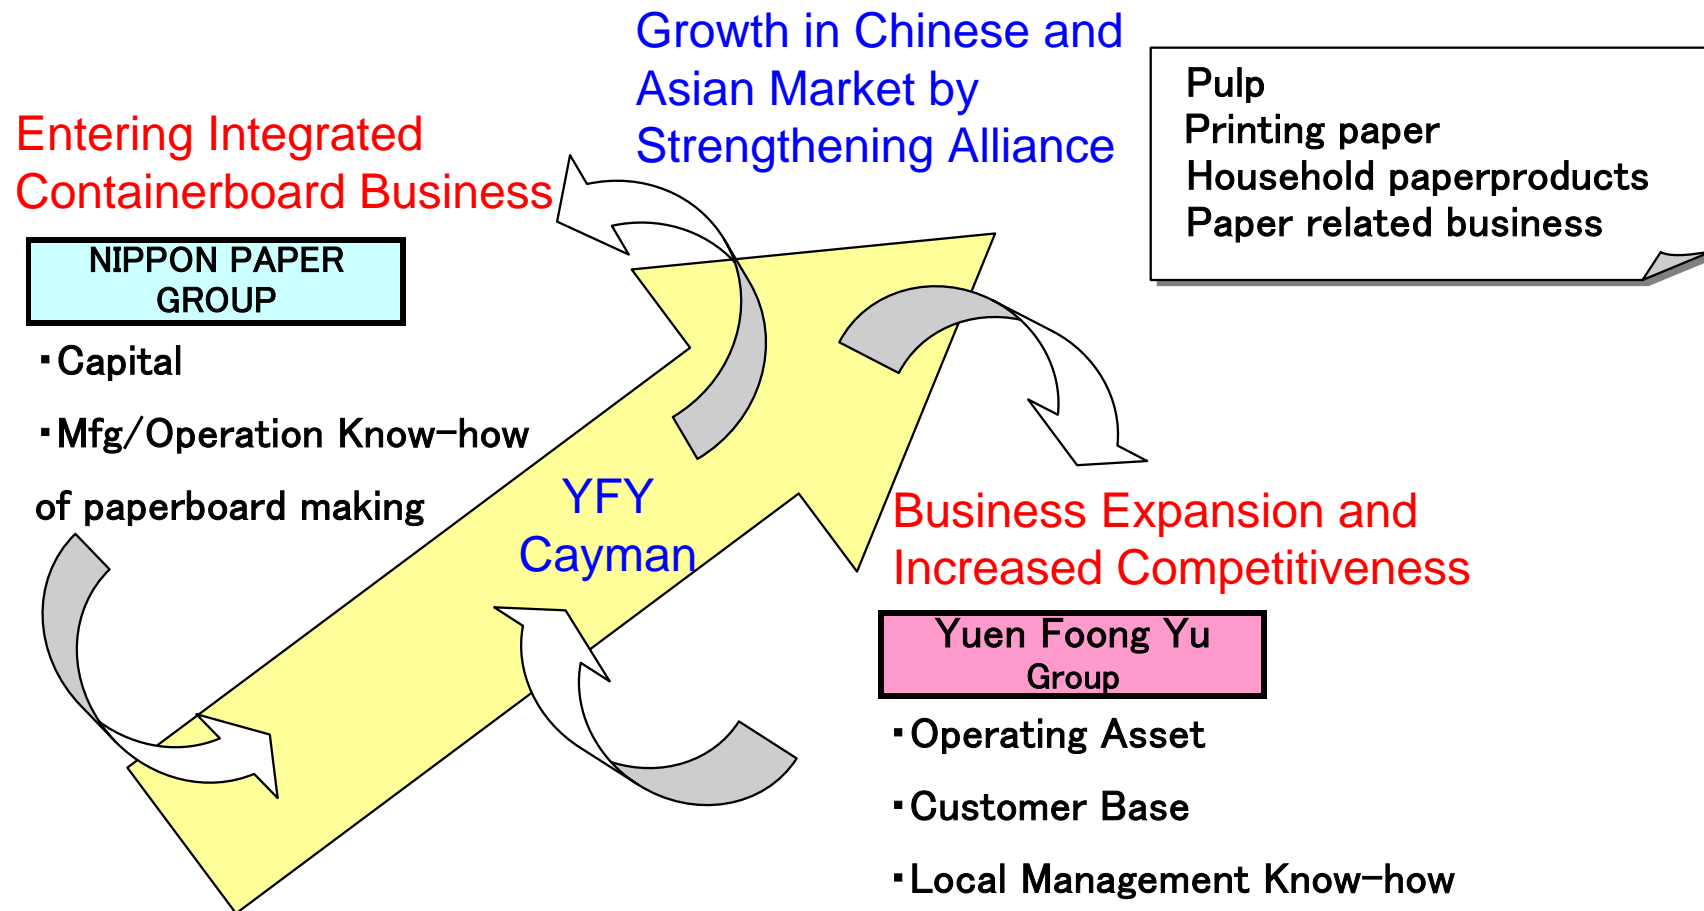 Growth in Chinese and
Asian Market by
Strengthening Alliance
Pulp
Printing paper
Household paperproducts
Paper related business
Entering Integrated
Containerboard Business
NIPPON PAPER
GROUP
・Capital
・Mfg/Operation Know-how
of paperboard making
YFY
Cayman
Business Expansion and
Increased Competitiveness
Yuen Foong Yu
Group
・Operating Asset
・Customer Base
・Local Management Know-how